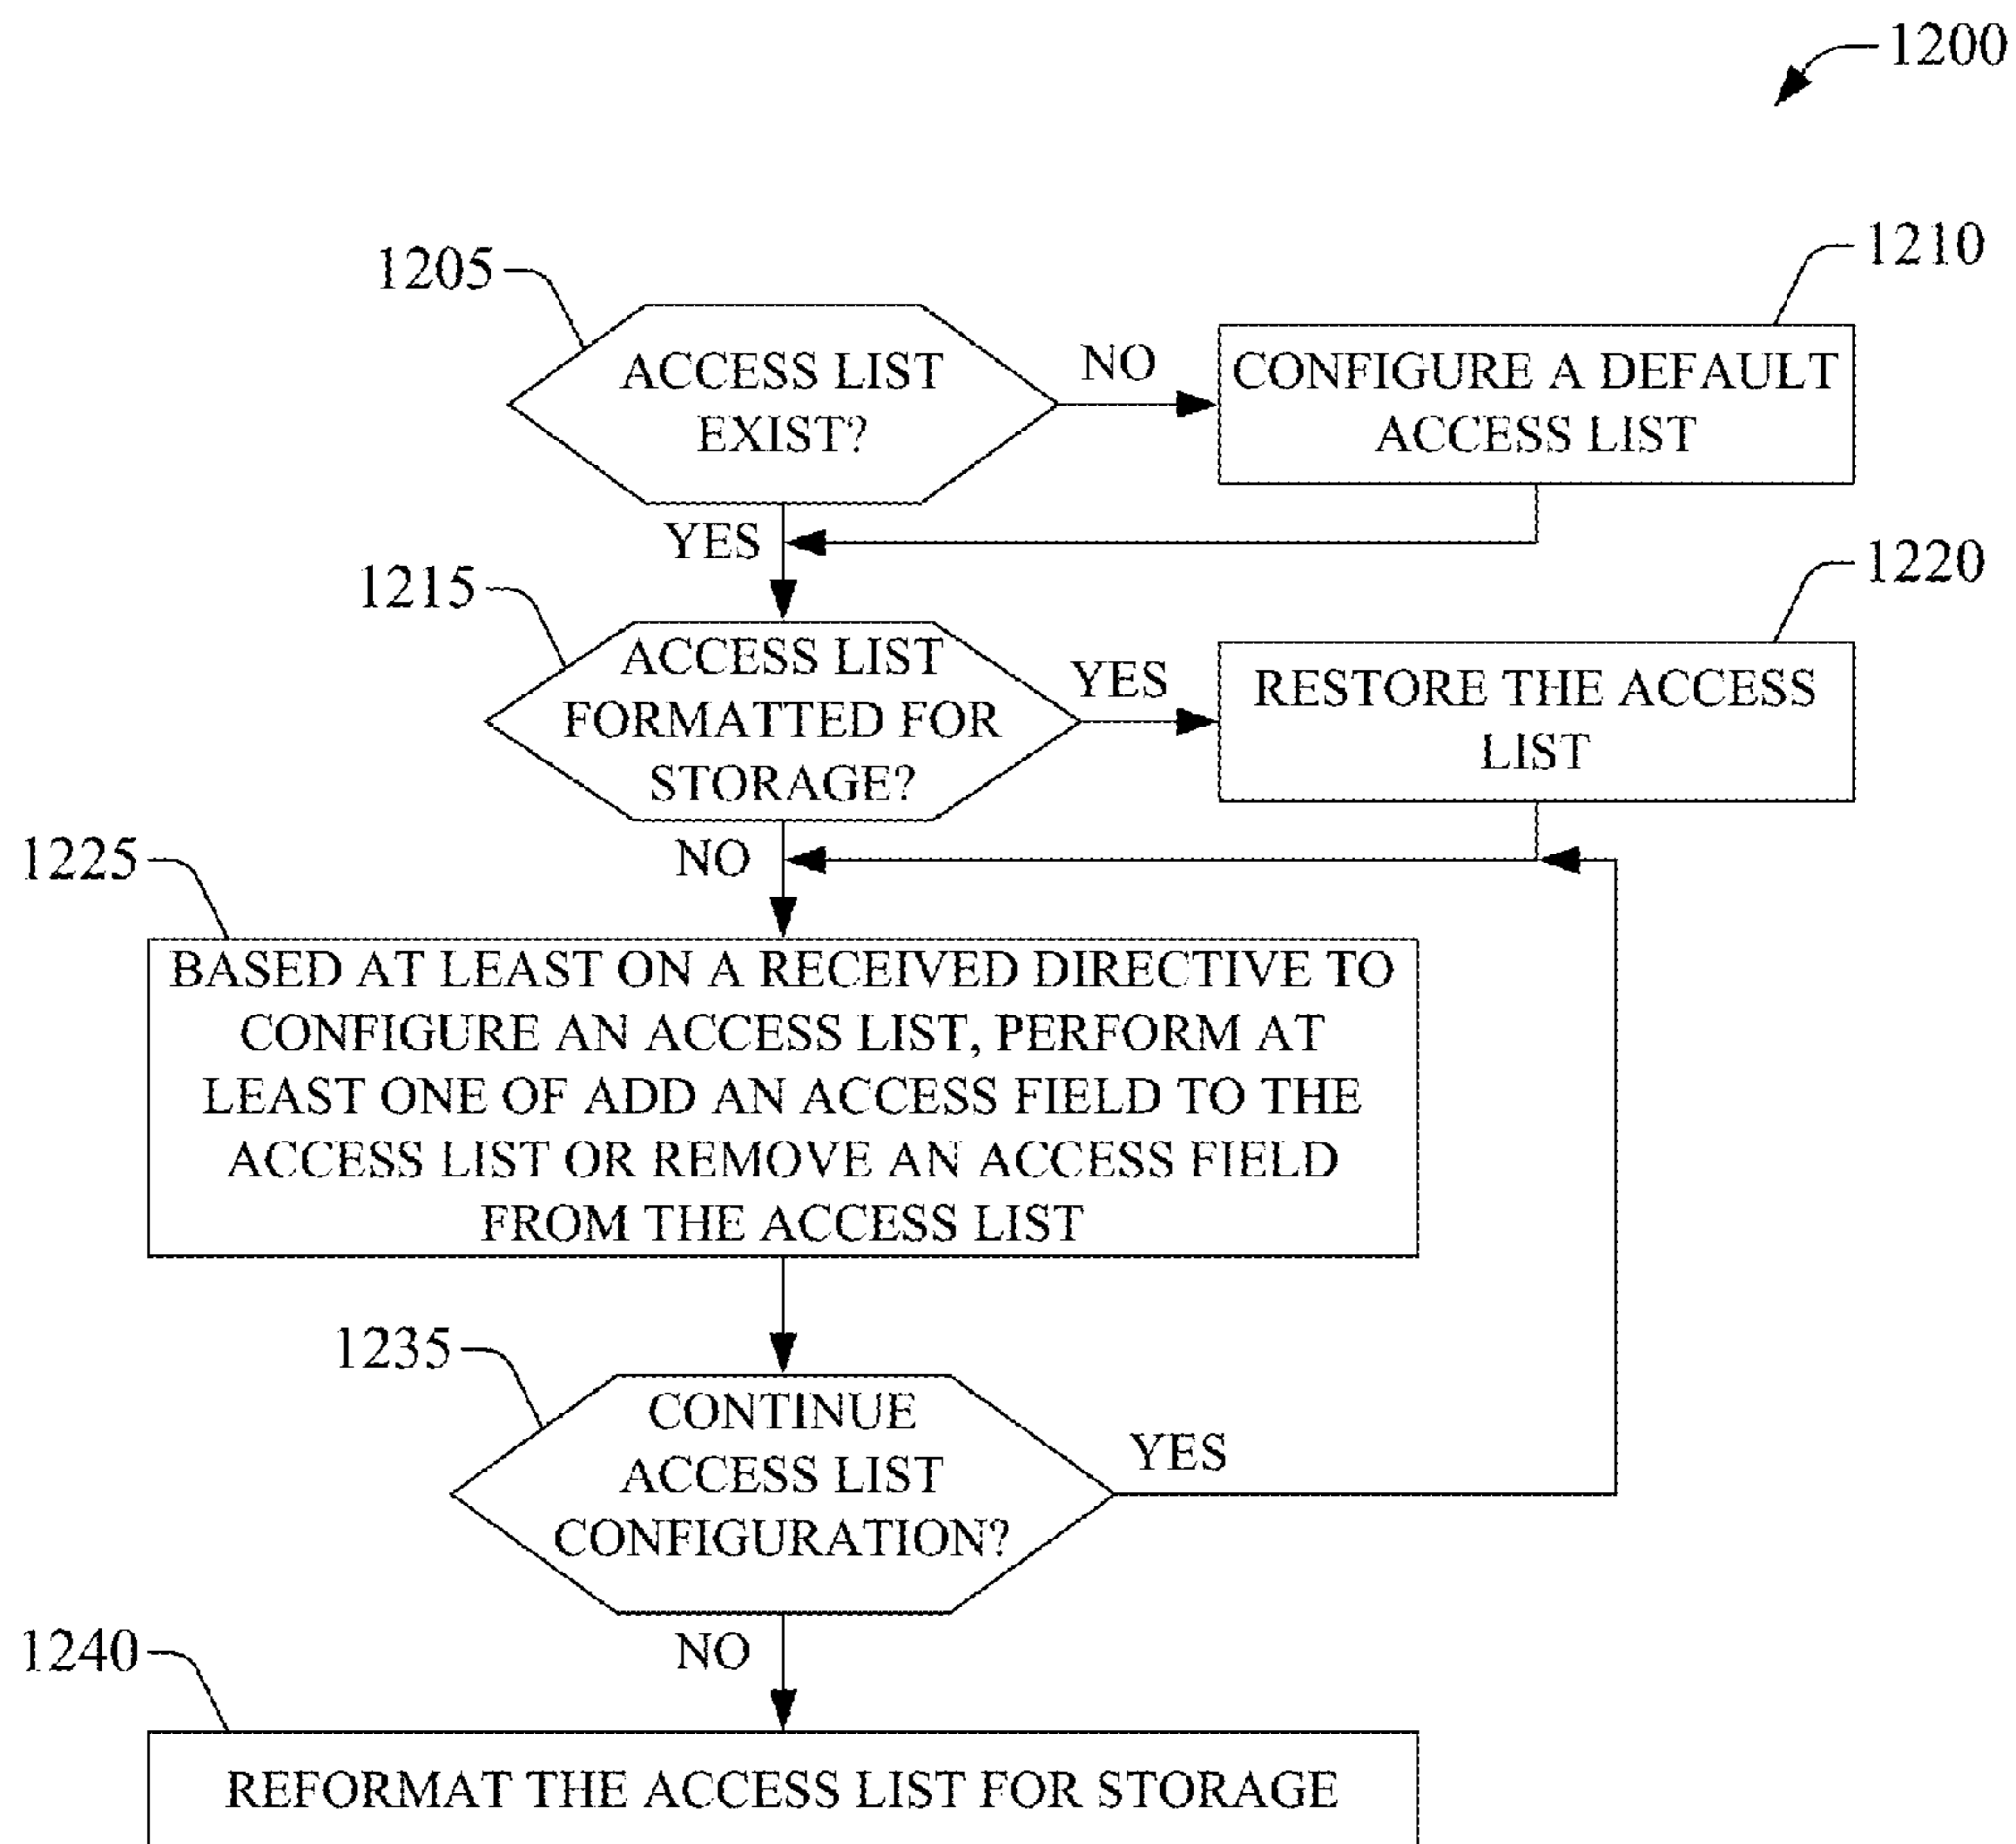 1200
1205
1210
ACCESS LIST
EXIST?
NO
CONFIGURE A DEFAULT
ACCESS LIST
YES
1215
1220
ACCESS LIST
FORMATTED FOR
STORAGE?
YES
RESTORE THE ACCESS
LIST
NO
1225
BASED AT LEAST ON A RECEIVED DIRECTIVE TO
CONFIGURE AN ACCESS LIST, PERFORM AT
LEAST ONE OF ADD AN ACCESS FIELD TO THE
ACCESS LIST OR REMOVE AN ACCESS FIELD
FROM THE ACCESS LIST
1235
CONTINUE
ACCESS LIST
CONFIGURATION?
YES
NO
1240
REFORMAT THE ACCESS LIST FOR STORAGE